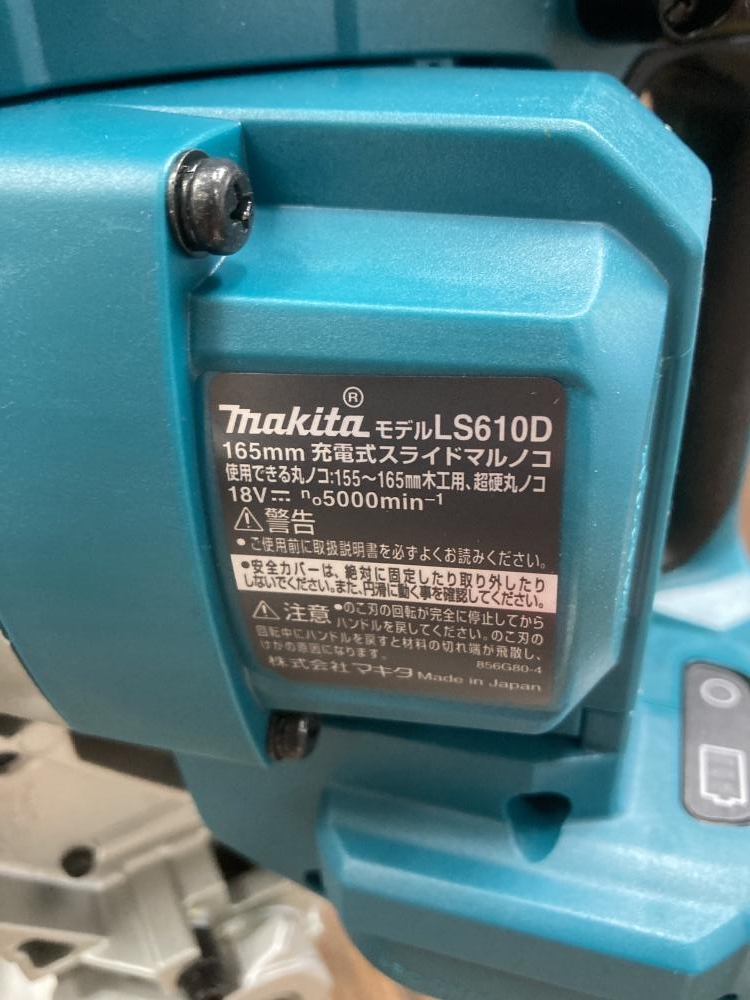 makita® モデルLS610D
165mm 充電式スライドマルノコ
使用できる丸ノコ:155～165mm木工用、超硬丸ノコ
18V⎓ n₀5000min⁻¹
⚠警告
•ご使用前に取扱説明書を必ずよくお読みください。
•安全カバーは、絶対に固定したり取り外したり
しないでください。また、円滑に動く事を確認してください。
⚠注意 •のこ刃の回転が完全に停止してから
ハンドルを戻してください。のこ刃の
回転中にハンドルを戻すと材料の切れ端が飛散し、
けがの原因になります。
856G80-4
株式会社マキタ Made in Japan